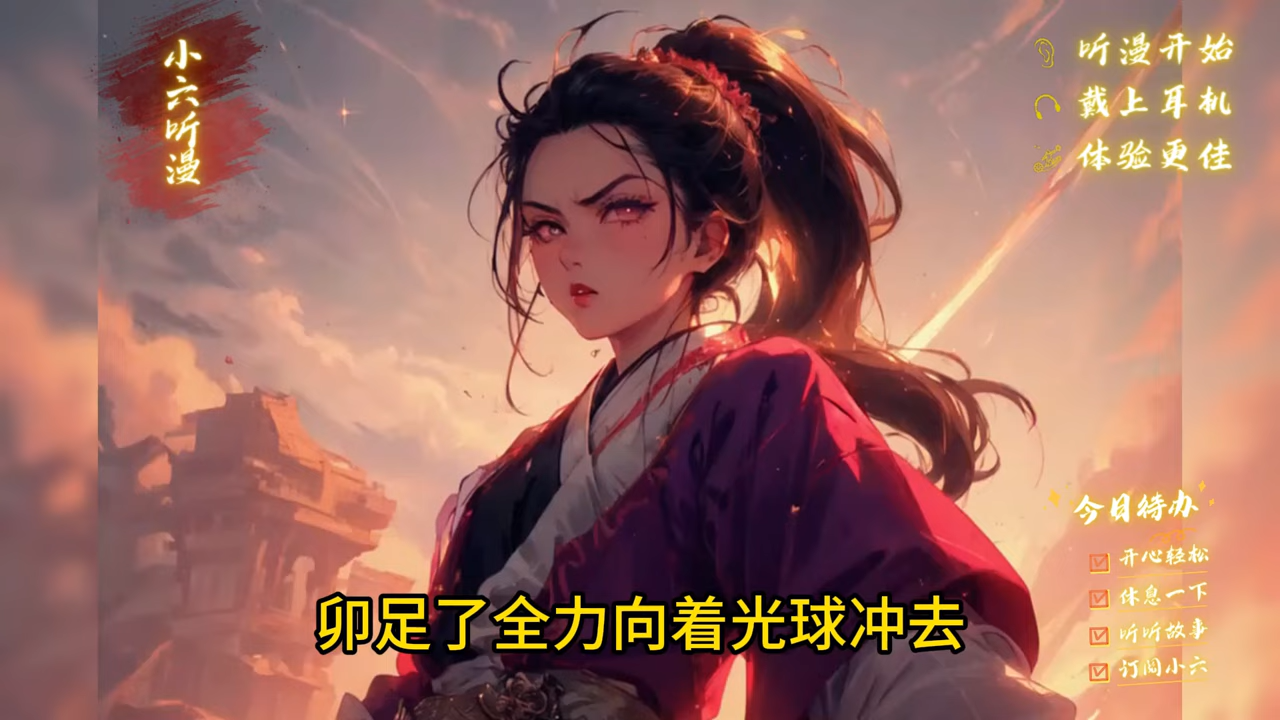 小六听漫
听漫开始
戴上耳机
体验更佳
今日待办
开心轻松
休息一下
听听故事
订阅小六
卯足了全力向着光球冲去